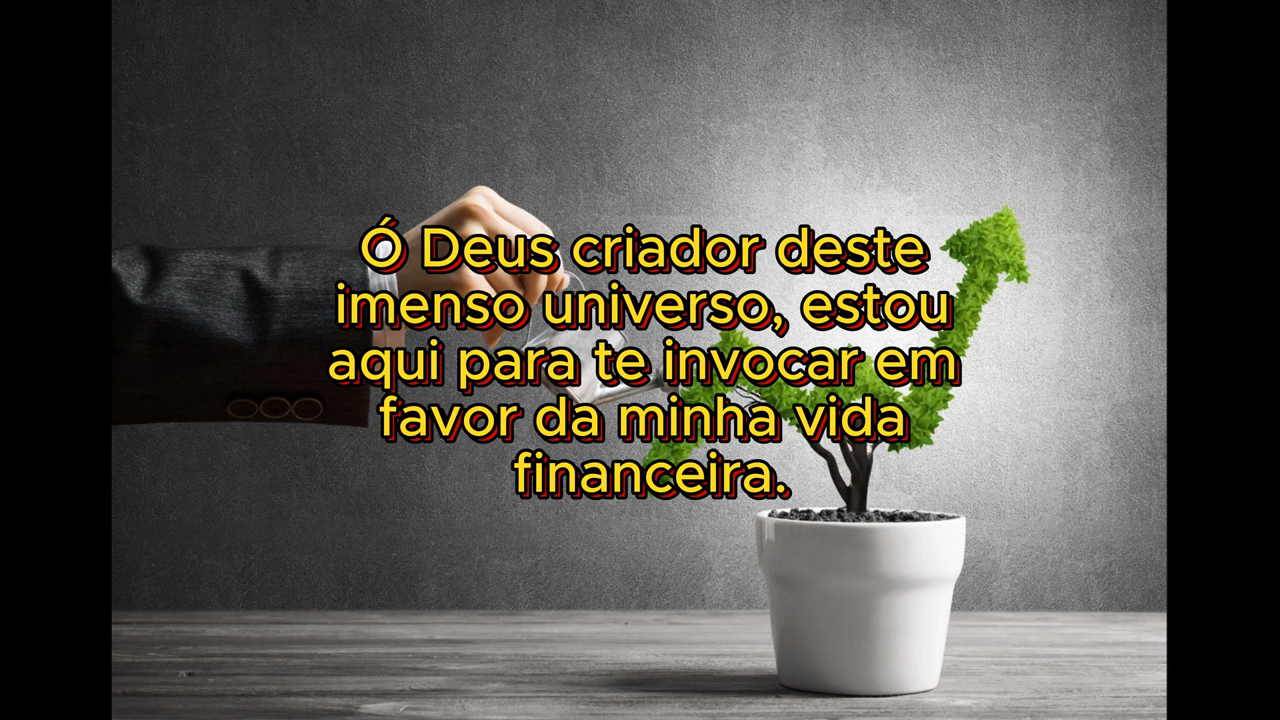 Ó Deus criador deste
imenso universo, estou
aqui para te invocar em
favor da minha vida
financeira.